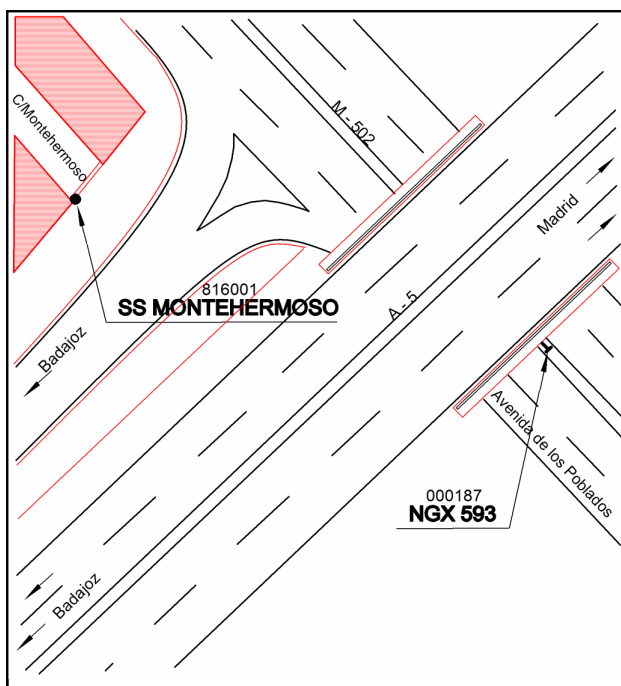 C/Montehermoso
M - 502
Madrid
816001
SS MONTEHERMOSO
A - 5
Badajoz
Avenida de los Poblados
000187
NGX 593
Badajoz